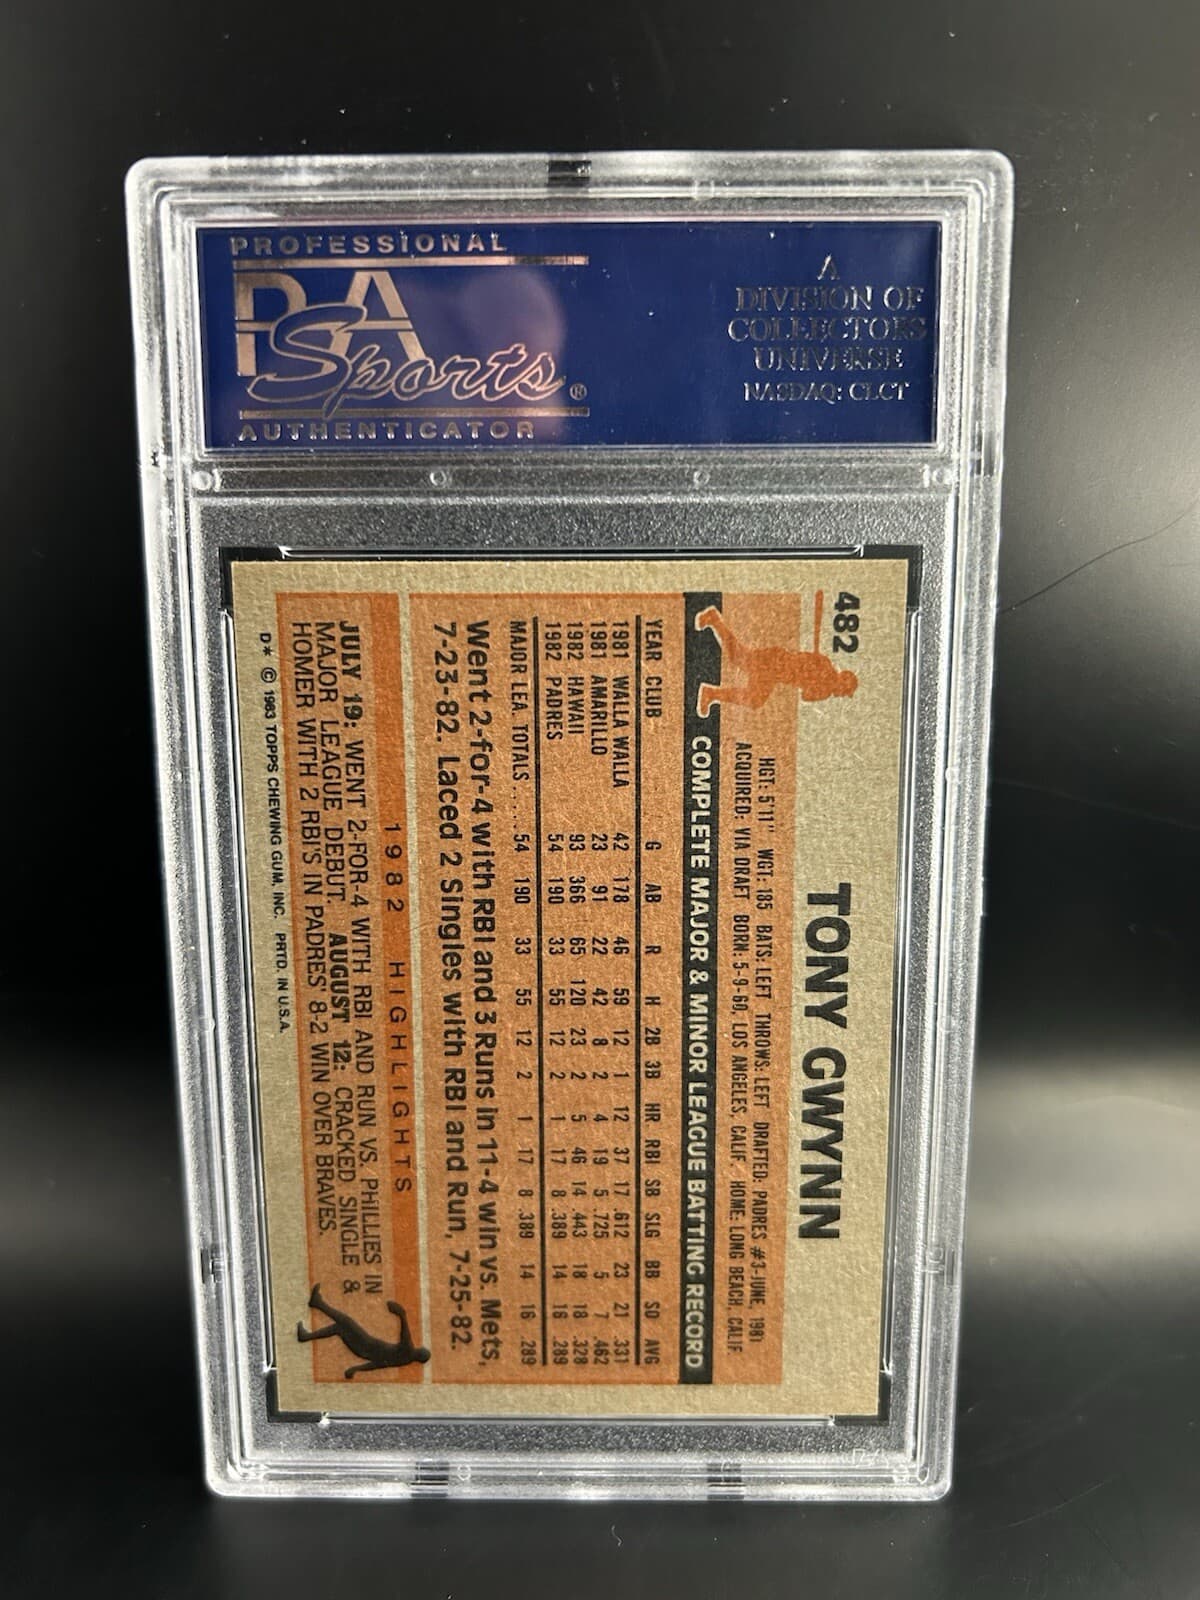 PROFESSIONAL
PSA
Sports®
AUTHENTICATOR
A
DIVISION OF
COLLECTORS
UNIVERSE
NASDAQ: CLCT
482
TONY GWYNN
HGT: 5'11" WGT: 185 BATS: LEFT THROWS: LEFT DRAFTED: PADRES #3-JUNE, 1981
ACQUIRED: VIA DRAFT BORN: 5-9-60, LOS ANGELES, CALIF. HOME: LONG BEACH, CALIF.
COMPLETE MAJOR & MINOR LEAGUE BATTING RECORD
YEAR CLUB G AB R H 2B 3B HR RBI SB SLG BB SO AVG
1981 WALLA WALLA 42 178 46 59 12 1 12 37 17 .612 23 21 .331
1981 AMARILLO 23 91 22 42 8 2 4 19 5 .725 5 7 .462
1982 HAWAII 93 366 65 120 23 2 5 46 14 .443 18 18 .328
1982 PADRES 54 190 33 55 12 2 1 17 8 .389 14 16 .289
MAJOR LEA. TOTALS .... 54 190 33 55 12 2 1 17 8 .389 14 16 .289
Went 2-for-4 with RBI and 3 Runs in 11-4 win vs. Mets,
7-23-82. Laced 2 Singles with RBI and Run, 7-25-82.
1982 HIGHLIGHTS
JULY 19: WENT 2-FOR-4 WITH RBI AND RUN VS. PHILLIES IN
MAJOR LEAGUE DEBUT. AUGUST 12: CRACKED SINGLE &
HOMER WITH 2 RBI'S IN PADRES' 8-2 WIN OVER BRAVES.
D* © 1983 TOPPS CHEWING GUM, INC. PRTD. IN U.S.A.